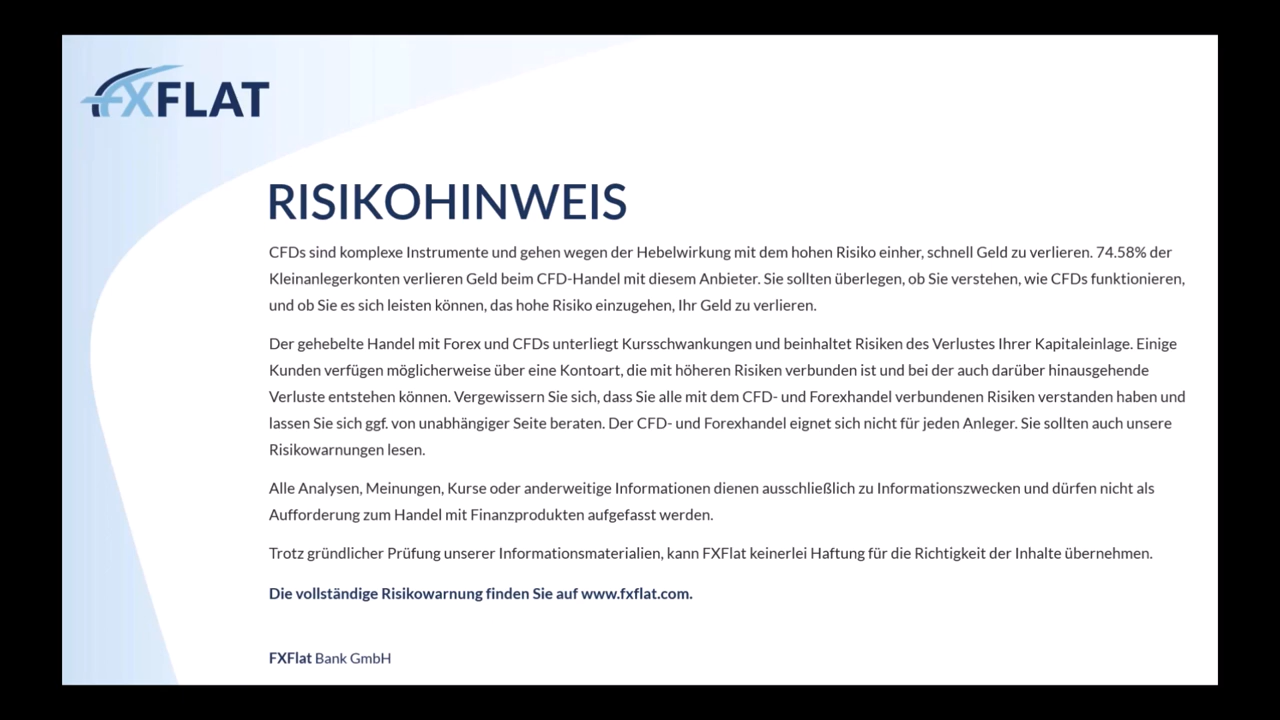 FXFLAT
RISIKOHINWEIS
CFDs sind komplexe Instrumente und gehen wegen der Hebelwirkung mit dem hohen Risiko einher, schnell Geld zu verlieren. 74.58% der
Kleinanlegerkonten verlieren Geld beim CFD-Handel mit diesem Anbieter. Sie sollten überlegen, ob Sie verstehen, wie CFDs funktionieren,
und ob Sie es sich leisten können, das hohe Risiko einzugehen, Ihr Geld zu verlieren.
Der gehebelte Handel mit Forex und CFDs unterliegt Kursschwankungen und beinhaltet Risiken des Verlustes Ihrer Kapitaleinlage. Einige
Kunden verfügen möglicherweise über eine Kontoart, die mit höheren Risiken verbunden ist und bei der auch darüber hinausgehende
Verluste entstehen können. Vergewissern Sie sich, dass Sie alle mit dem CFD- und Forexhandel verbundenen Risiken verstanden haben und
lassen Sie sich ggf. von unabhängiger Seite beraten. Der CFD- und Forexhandel eignet sich nicht für jeden Anleger. Sie sollten auch unsere
Risikowarnungen lesen.
Alle Analysen, Meinungen, Kurse oder anderweitige Informationen dienen ausschließlich zu Informationszwecken und dürfen nicht als
Aufforderung zum Handel mit Finanzprodukten aufgefasst werden.
Trotz gründlicher Prüfung unserer Informationsmaterialien, kann FXFlat keinerlei Haftung für die Richtigkeit der Inhalte übernehmen.
Die vollständige Risikowarnung finden Sie auf www.fxflat.com.
FXFlat Bank GmbH